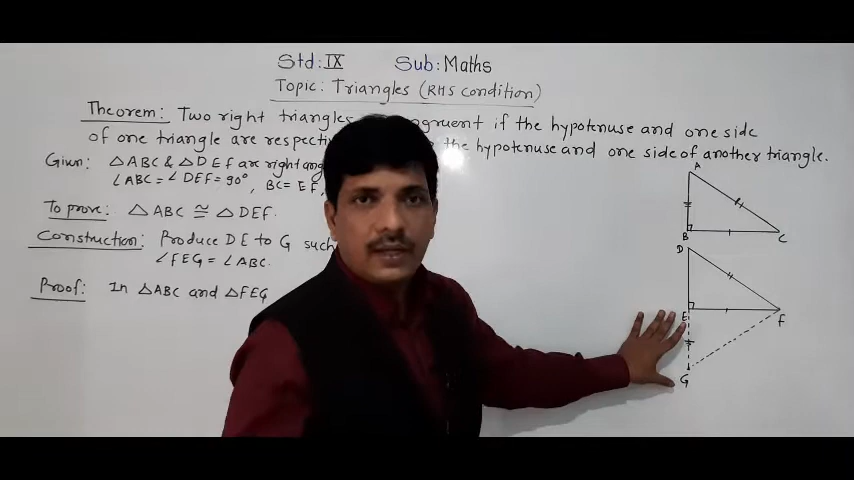 Std: IX Sub: Maths
Topic: Triangles (RHS condition)
Theorem: Two right triangles congruent if the hypotenuse and one side
of one triangle are the hypotenuse and one side of another triangle.
Given: △ABC & △DEF are right
∠ABC = ∠DEF = 90°, BC = EF,
To prove: △ABC ≅ △DEF.
Construction: Produce DE to G such
∠FEG = ∠ABC.
Proof: In △ABC and △FEG
A
B
C
D
E
F
G